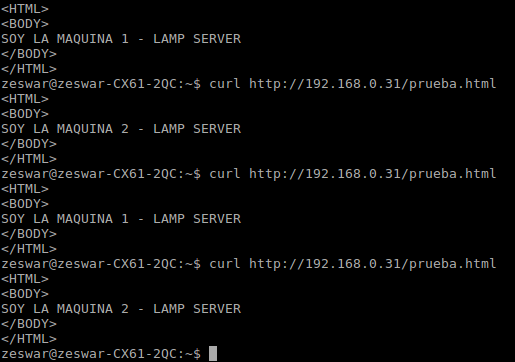 <HTML>
<BODY>
SOY LA MAQUINA 1 - LAMP SERVER
</BODY>
</HTML>
zeswar@zeswar-CX61-2QC:~$ curl http://192.168.0.31/prueba.html
<HTML>
<BODY>
SOY LA MAQUINA 2 - LAMP SERVER
</BODY>
</HTML>
zeswar@zeswar-CX61-2QC:~$ curl http://192.168.0.31/prueba.html
<HTML>
<BODY>
SOY LA MAQUINA 1 - LAMP SERVER
</BODY>
</HTML>
zeswar@zeswar-CX61-2QC:~$ curl http://192.168.0.31/prueba.html
<HTML>
<BODY>
SOY LA MAQUINA 2 - LAMP SERVER
</BODY>
</HTML>
zeswar@zeswar-CX61-2QC:~$